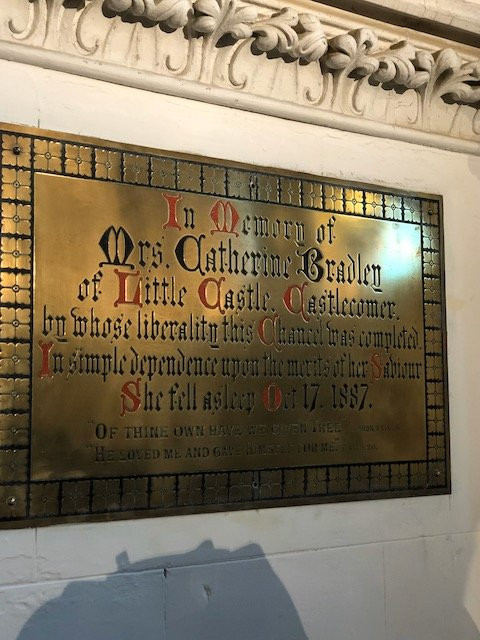 In Memory of
Mrs. Catherine Bradley
of Little Castle, Castlecomer,
by whose liberality this Chancel was completed.
In simple dependence upon the merits of her Saviour
She fell asleep Oct 17. 1887.
"OF THINE OWN HAVE WE GIVEN THEE"
"HE LOVED ME AND GAVE HIMSELF FOR ME."